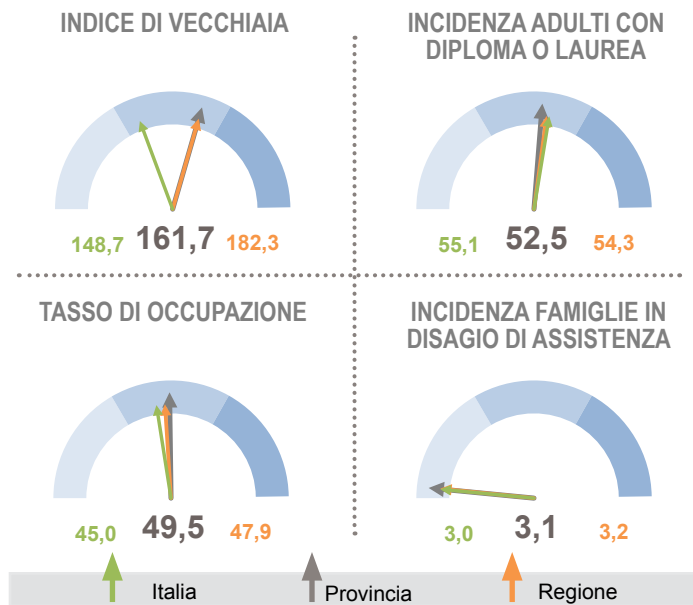 INDICE DI VECCHIAIA
148,7 161,7 182,3
INCIDENZA ADULTI CON
DIPLOMA O LAUREA
55,1 52,5 54,3
TASSO DI OCCUPAZIONE
45,0 49,5 47,9
INCIDENZA FAMIGLIE IN
DISAGIO DI ASSISTENZA
3,0 3,1 3,2
Italia Provincia Regione